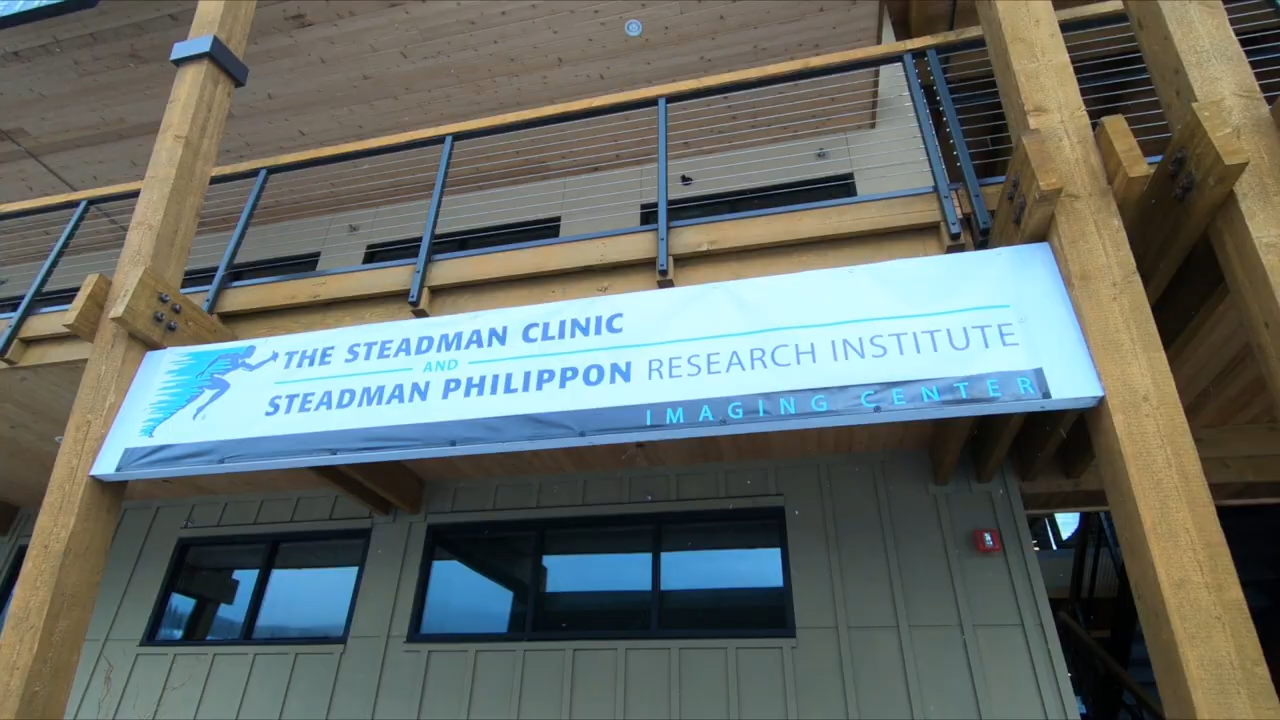 THE STEADMAN CLINIC
AND
STEADMAN PHILIPPON RESEARCH INSTITUTE
IMAGING CENTER